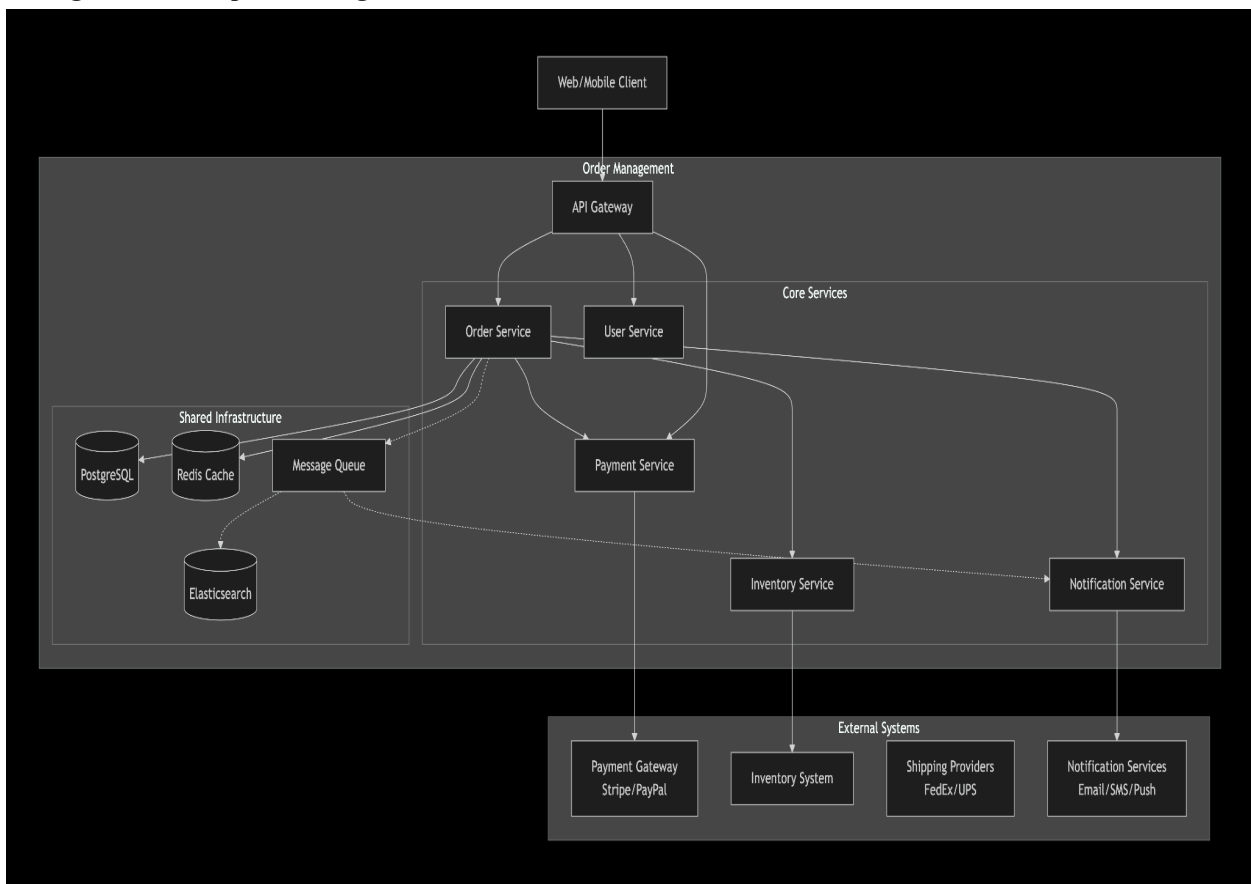 Web/Mobile Client
Order Management
API Gateway
Core Services
Order Service
User Service
Shared Infrastructure
PostgreSQL
Redis Cache
Message Queue
Payment Service
Elasticsearch
Inventory Service
Notification Service
External Systems
Payment Gateway
Stripe/PayPal
Inventory System
Shipping Providers
FedEx/UPS
Notification Services
Email/SMS/Push